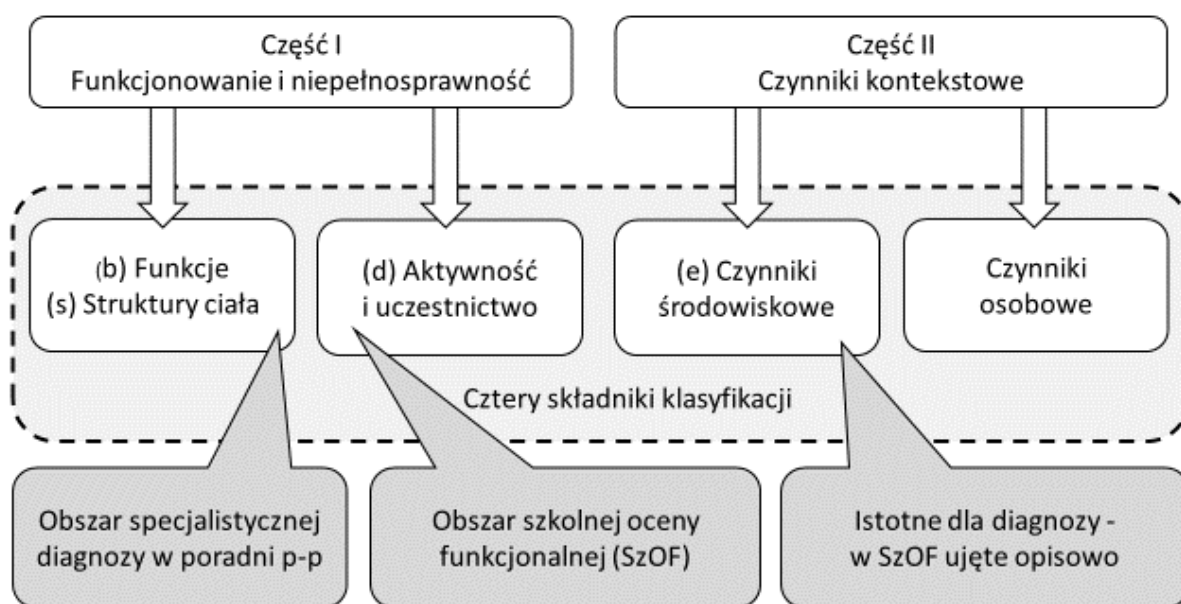 Część I
Funkcjonowanie i niepełnosprawność
Część II
Czynniki kontekstowe
(b) Funkcje
(s) Struktury ciała
(d) Aktywność
i uczestnictwo
(e) Czynniki
środowiskowe
Czynniki
osobowe
Cztery składniki klasyfikacji
Obszar specjalistycznej
diagnozy w poradni p-p
Obszar szkolnej oceny
funkcjonalnej (SzOF)
Istotne dla diagnozy -
w SzOF ujęte opisowo